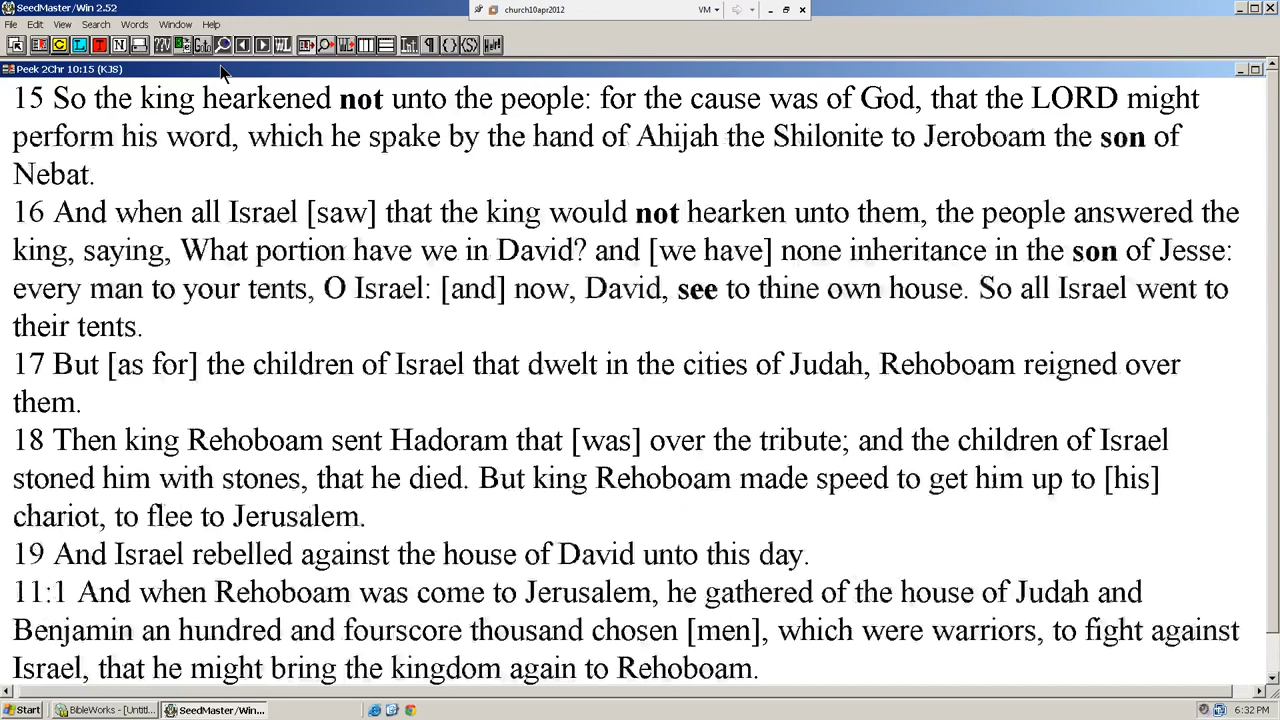 SeedMaster/Win 2.52
church10apr2012
VM
File Edit View Search Words Window Help
Peek 2Chr 10:15 (KJS)
15 So the king hearkened not unto the people: for the cause was of God, that the LORD might
perform his word, which he spake by the hand of Ahijah the Shilonite to Jeroboam the son of
Nebat.
16 And when all Israel [saw] that the king would not hearken unto them, the people answered the
king, saying, What portion have we in David? and [we have] none inheritance in the son of Jesse:
every man to your tents, O Israel: [and] now, David, see to thine own house. So all Israel went to
their tents.
17 But [as for] the children of Israel that dwelt in the cities of Judah, Rehoboam reigned over
them.
18 Then king Rehoboam sent Hadoram that [was] over the tribute; and the children of Israel
stoned him with stones, that he died. But king Rehoboam made speed to get him up to [his]
chariot, to flee to Jerusalem.
19 And Israel rebelled against the house of David unto this day.
11:1 And when Rehoboam was come to Jerusalem, he gathered of the house of Judah and
Benjamin an hundred and fourscore thousand chosen [men], which were warriors, to fight against
Israel, that he might bring the kingdom again to Rehoboam.
Start BibleWorks - [Untitl... SeedMaster/Win... 6:32 PM